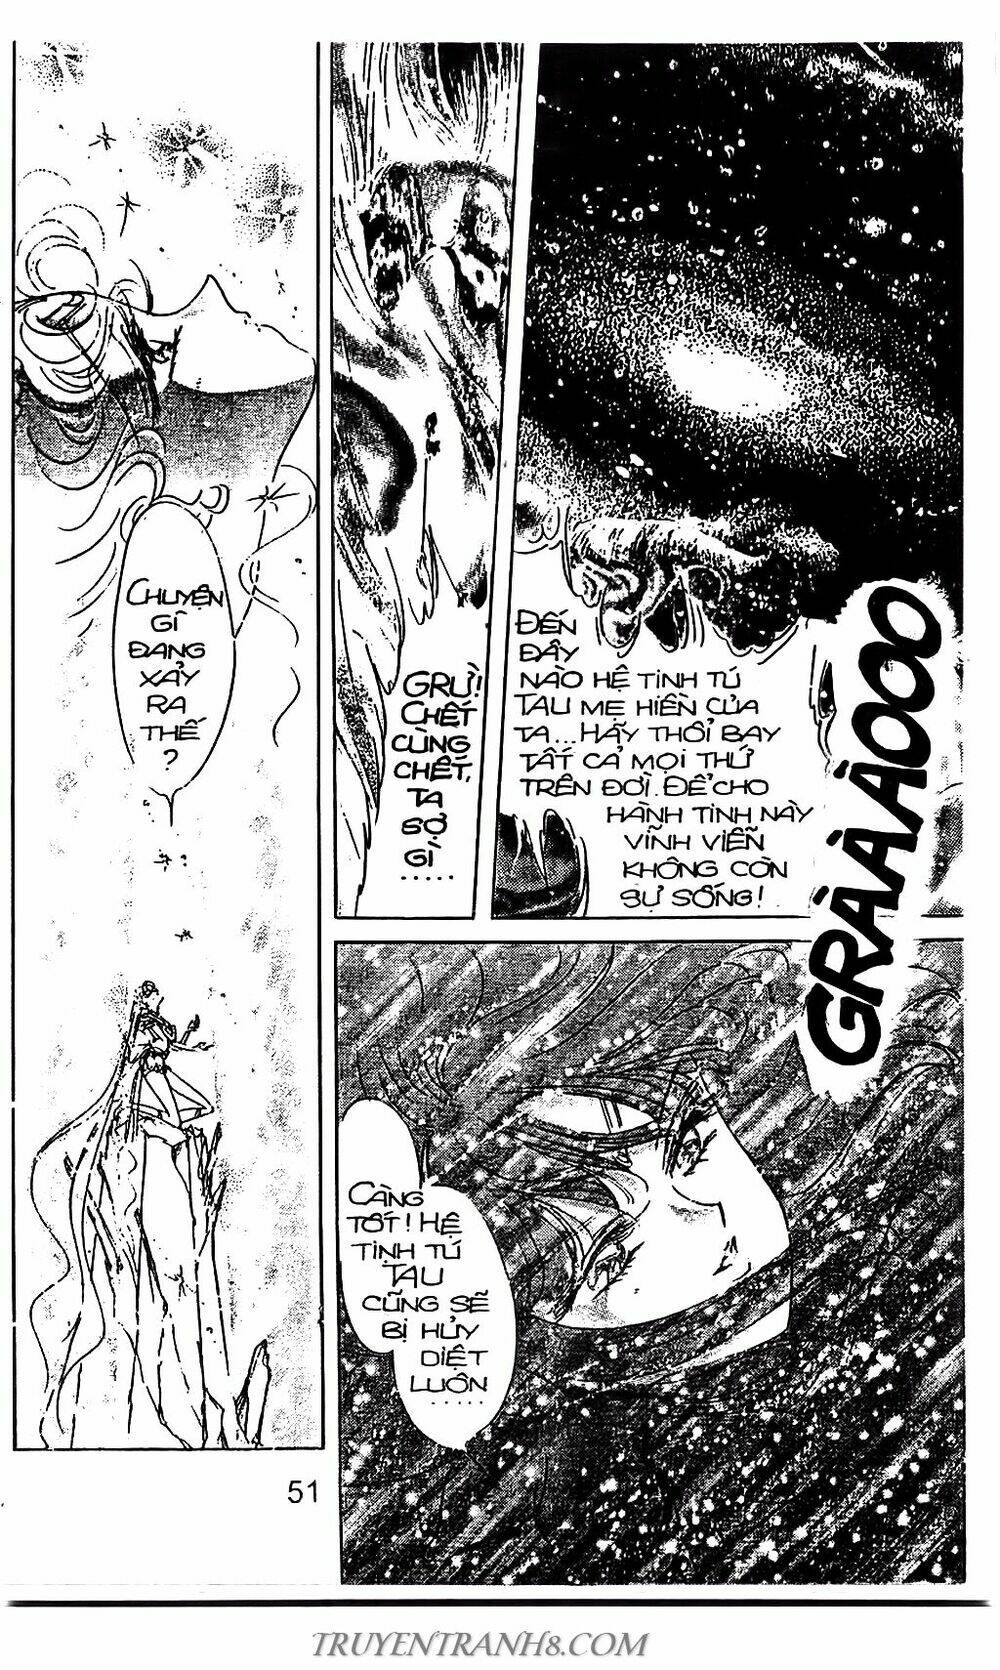 ĐẾN
ĐÂY
NÀO HỆ TINH TÚ
TAU MẸ HIỀN CỦA
TA... HÃY THỔI BAY
TẤT CẢ MỌI THỨ
TRÊN ĐỜI. ĐỂ CHO
HÀNH TINH NÀY
VĨNH VIỄN
KHÔNG CÒN
SỰ SỐNG!
GRÀÀÀOOO
GRỪ!
CHẾT
CÙNG
CHẾT,
TA
SỢ
GÌ
.....
CHUYỆN
GÌ
ĐANG
XẢY
RA
THẾ
?
CÀNG
TỐT! HỆ
TINH TÚ
TAU
CŨNG SẼ
BỊ HỦY
DIỆT
LUÔN
.....
51
TRUYENTRANH8.COM